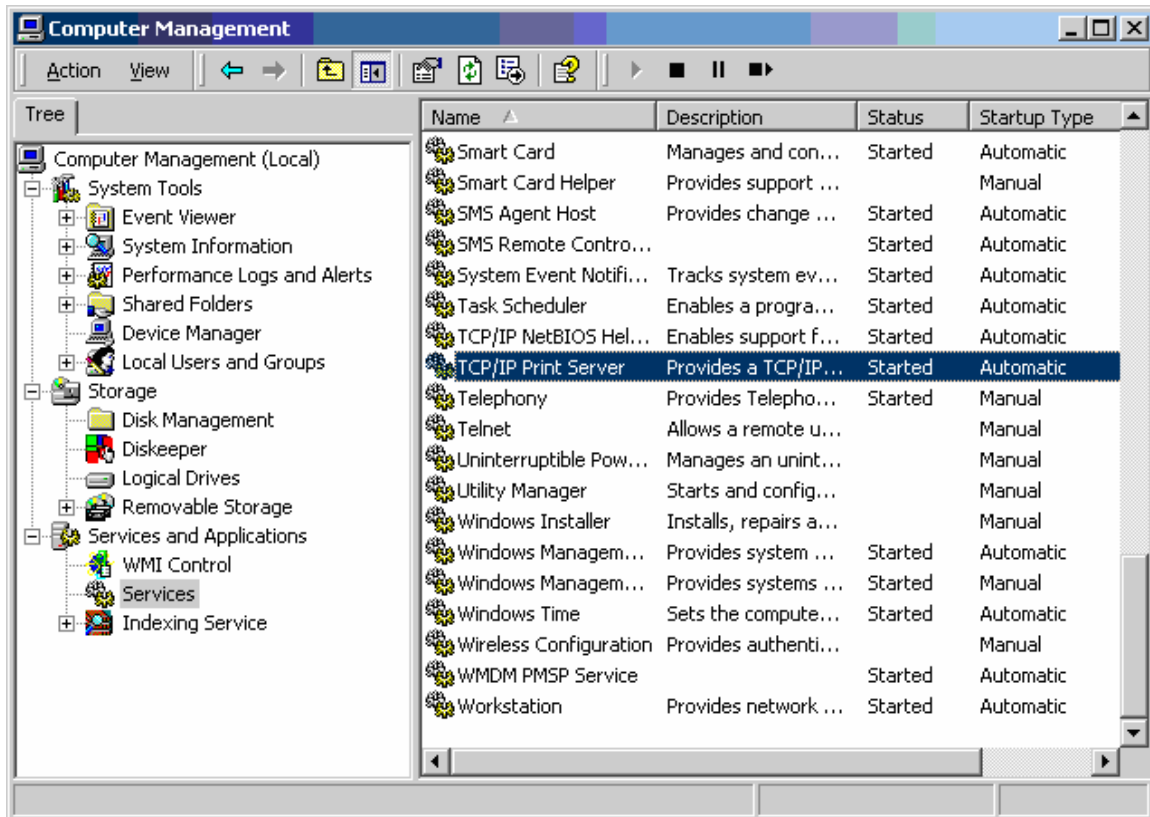 Computer Management
Action View
Tree
Computer Management (Local)
System Tools
Event Viewer
System Information
Performance Logs and Alerts
Shared Folders
Device Manager
Local Users and Groups
Storage
Disk Management
Diskeeper
Logical Drives
Removable Storage
Services and Applications
WMI Control
Services
Indexing Service
Name Description Status Startup Type
Smart Card Manages and con... Started Automatic
Smart Card Helper Provides support ... Manual
SMS Agent Host Provides change ... Started Automatic
SMS Remote Contro... Started Automatic
System Event Notifi... Tracks system ev... Started Automatic
Task Scheduler Enables a progra... Started Automatic
TCP/IP NetBIOS Hel... Enables support f... Started Automatic
TCP/IP Print Server Provides a TCP/IP... Started Automatic
Telephony Provides Telepho... Started Manual
Telnet Allows a remote u... Manual
Uninterruptible Pow... Manages an unint... Manual
Utility Manager Starts and config... Manual
Windows Installer Installs, repairs a... Manual
Windows Managem... Provides system ... Started Automatic
Windows Managem... Provides systems ... Started Manual
Windows Time Sets the compute... Started Automatic
Wireless Configuration Provides authenti... Manual
WMDM PMSP Service Started Automatic
Workstation Provides network ... Started Automatic